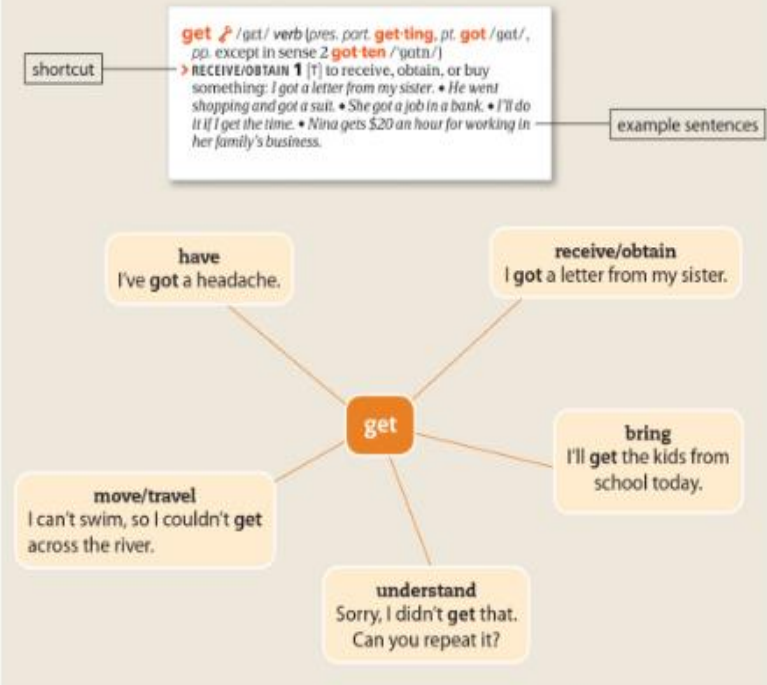 get /gɛt/ verb (pres. part. get·ting, pt. got /gɑt/,
pp. except in sense 2 got·ten /ˈgɑtn/)
shortcut
> RECEIVE/OBTAIN 1 [T] to receive, obtain, or buy
something: I got a letter from my sister. • He went
shopping and got a suit. • She got a job in a bank. • I'll do
it if I get the time. • Nina gets $20 an hour for working in
her family's business.
example sentences
have
I've got a headache.
receive/obtain
I got a letter from my sister.
get
bring
I'll get the kids from
school today.
move/travel
I can't swim, so I couldn't get
across the river.
understand
Sorry, I didn't get that.
Can you repeat it?